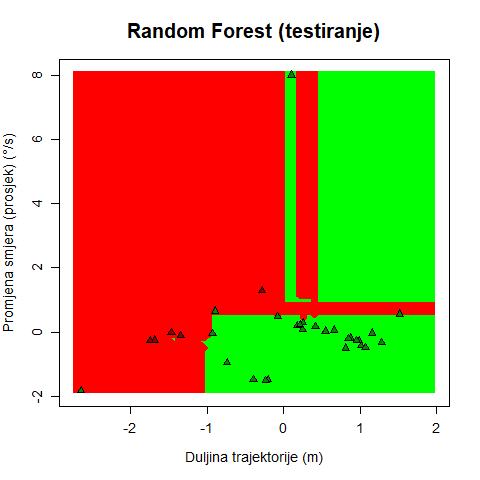 Random Forest (testiranje)
Promjena smjera (prosjek) (°/s)
8
6
4
2
0
-2
-2 -1 0 1 2
Duljina trajektorije (m)